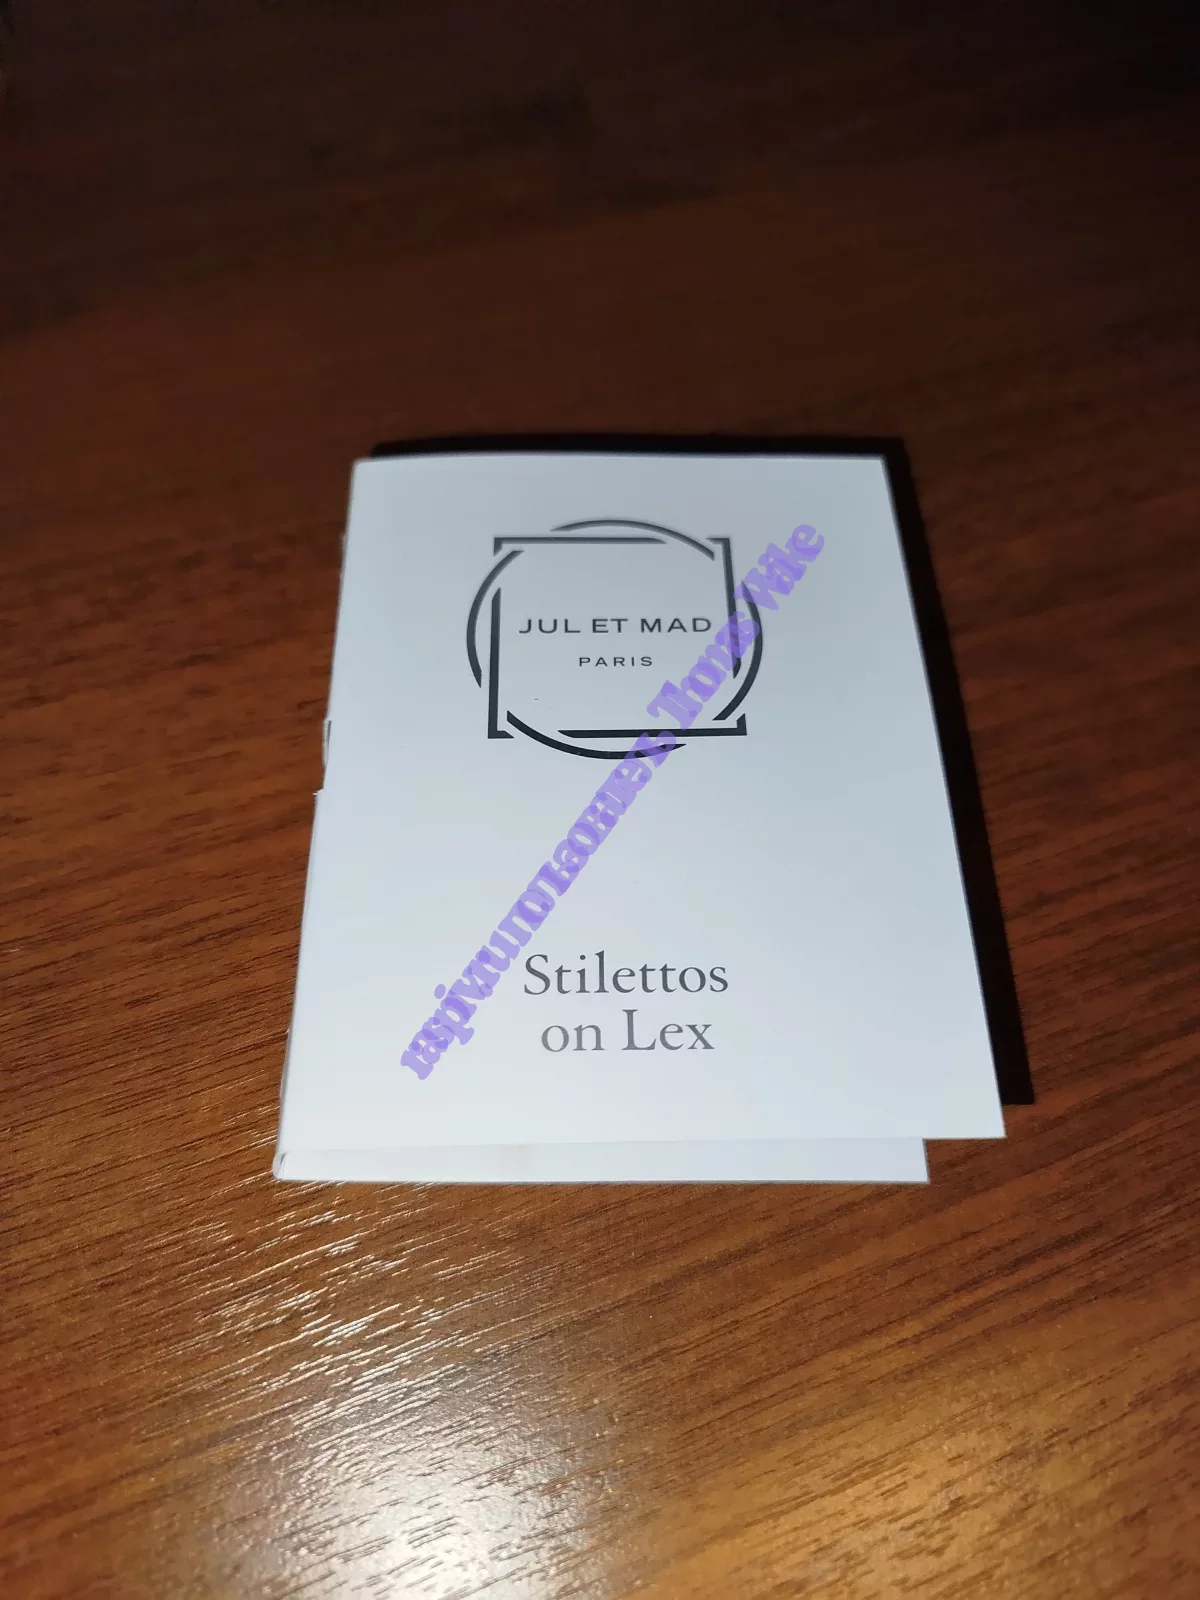 JUL ET MAD
PARIS
Stilettos
on Lex